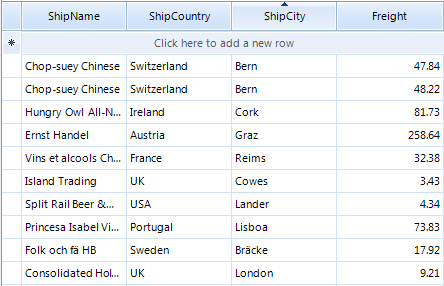 ShipName ShipCountry ShipCity Freight
* Click here to add a new row
Chop-suey Chinese Switzerland Bern 47.84
Chop-suey Chinese Switzerland Bern 48.22
Hungry Owl All-N... Ireland Cork 81.73
Ernst Handel Austria Graz 258.64
Vins et alcools Ch... France Reims 32.38
Island Trading UK Cowes 3.43
Split Rail Beer &... USA Lander 4.34
Princesa Isabel Vi... Portugal Lisboa 73.83
Folk och fä HB Sweden Bräcke 17.92
Consolidated Hol... UK London 9.21